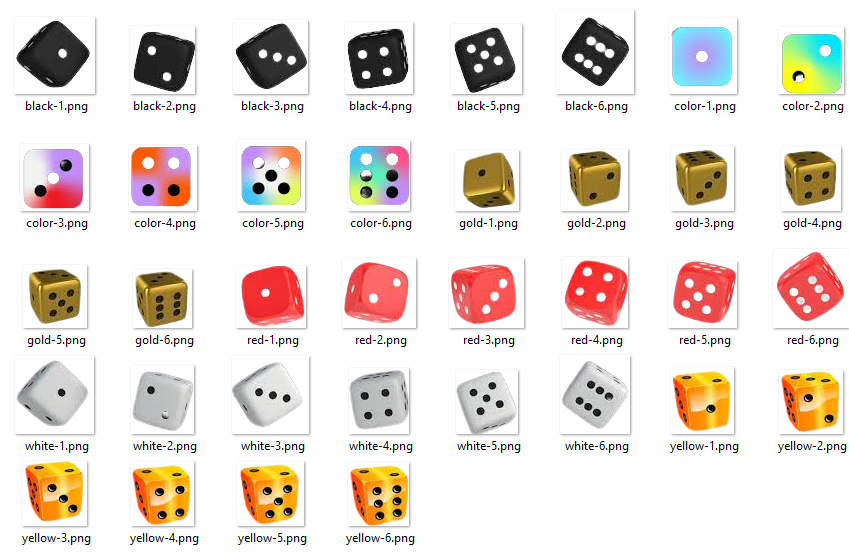 black-1.png black-2.png black-3.png black-4.png black-5.png black-6.png color-1.png color-2.png
color-3.png color-4.png color-5.png color-6.png gold-1.png gold-2.png gold-3.png gold-4.png
gold-5.png gold-6.png red-1.png red-2.png red-3.png red-4.png red-5.png red-6.png
white-1.png white-2.png white-3.png white-4.png white-5.png white-6.png yellow-1.png yellow-2.png
yellow-3.png yellow-4.png yellow-5.png yellow-6.png